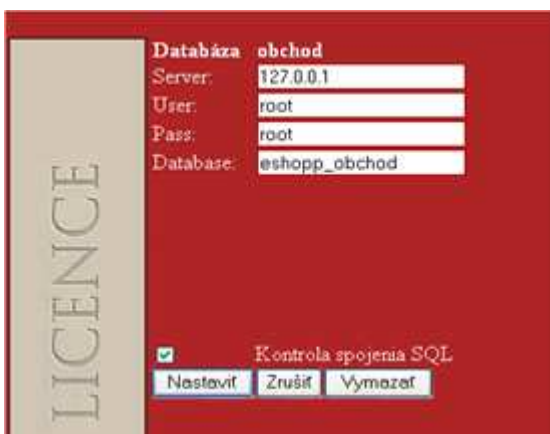 LICENCE
Databáza obchod
Server: 127.0.0.1
User: root
Pass: root
Database: eshopp_obchod
Kontrola spojenia SQL
Nastaviť Zrušiť Vymazať